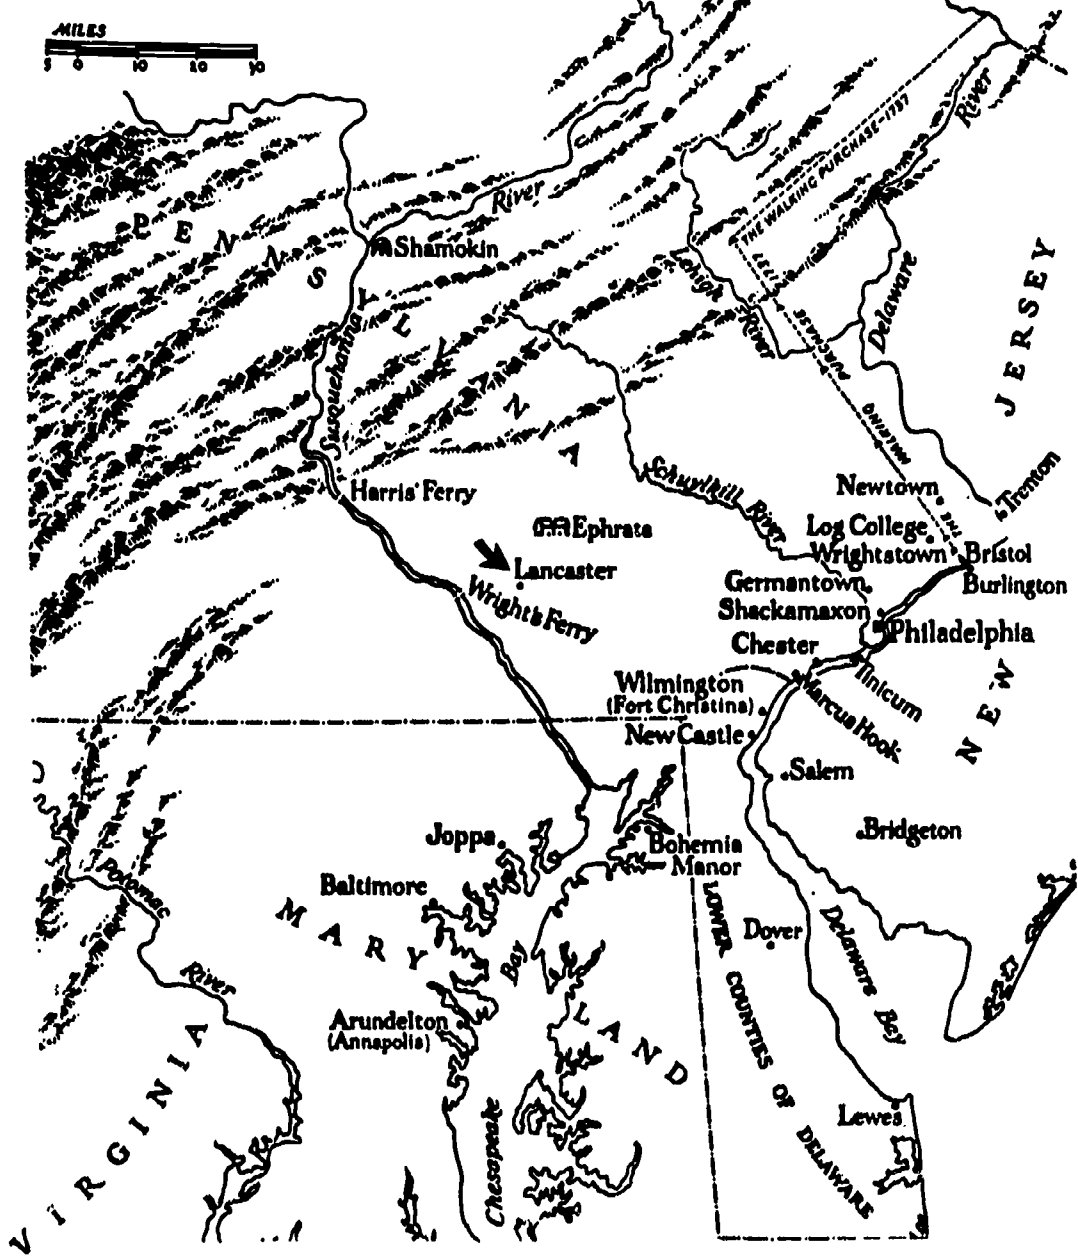 MILES
5 0 10 20 30
River
THE WALKING PURCHASE-1737
PENNSYLVANIA
River
Shamokin
Lehigh River
Delaware
JERSEY
Susquehanna
PURCHASE
WALKING
THE
Harris' Ferry
Schuylkill River
Newtown
Trenton
Ephrata
Log College
Wrightstown
Bristol
Lancaster
Germantown
Burlington
Wright's Ferry
Shackamaxon
Philadelphia
Chester
Tinicum
Wilmington
(Fort Christina)
Marcus Hook
NEW
New Castle
Salem
Joppa
Bohemia
Manor
Bridgeton
Potomac
River
Baltimore
MARYLAND
Bay
Dover
Delaware Bay
LOWER COUNTIES OF DELAWARE
Arundelton
(Annapolis)
VIRGINIA
Chesapeake
Lewes